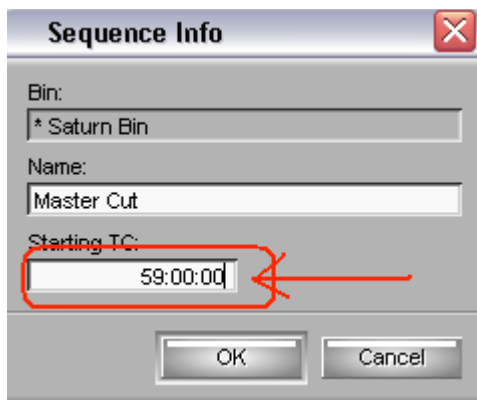 Sequence Info
Bin:
* Saturn Bin
Name:
Master Cut
Starting TC:
59:00:00
OK
Cancel